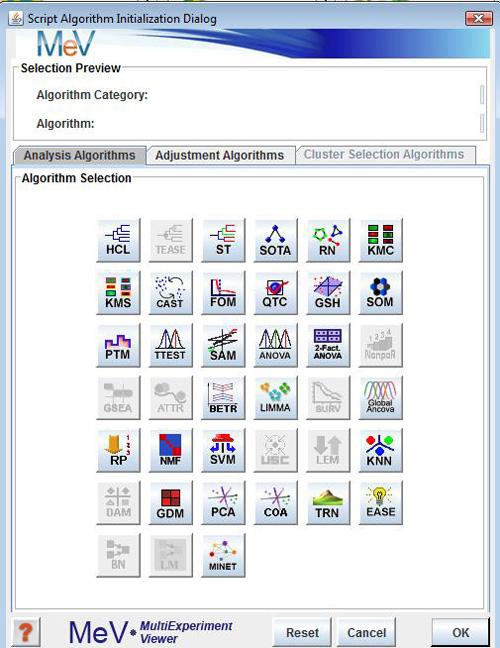 Script Algorithm Initialization Dialog
MeV
Selection Preview
Algorithm Category:
Algorithm:
Analysis Algorithms Adjustment Algorithms Cluster Selection Algorithms
Algorithm Selection
HCL TEASE ST SOTA RN KMC
KMS CAST FOM QTC GSH SOM
PTM TTEST SAM ANOVA 2-Fact. ANOVA NonpaR
GSEA ATTR BETR LIMMA SURV Global Ancova
RP 1 2 3 NMF SVM USC LEM KNN
DAM GDM PCA COA TRN EASE
BN LM MINET
? MeV MultiExperiment Viewer Reset Cancel OK